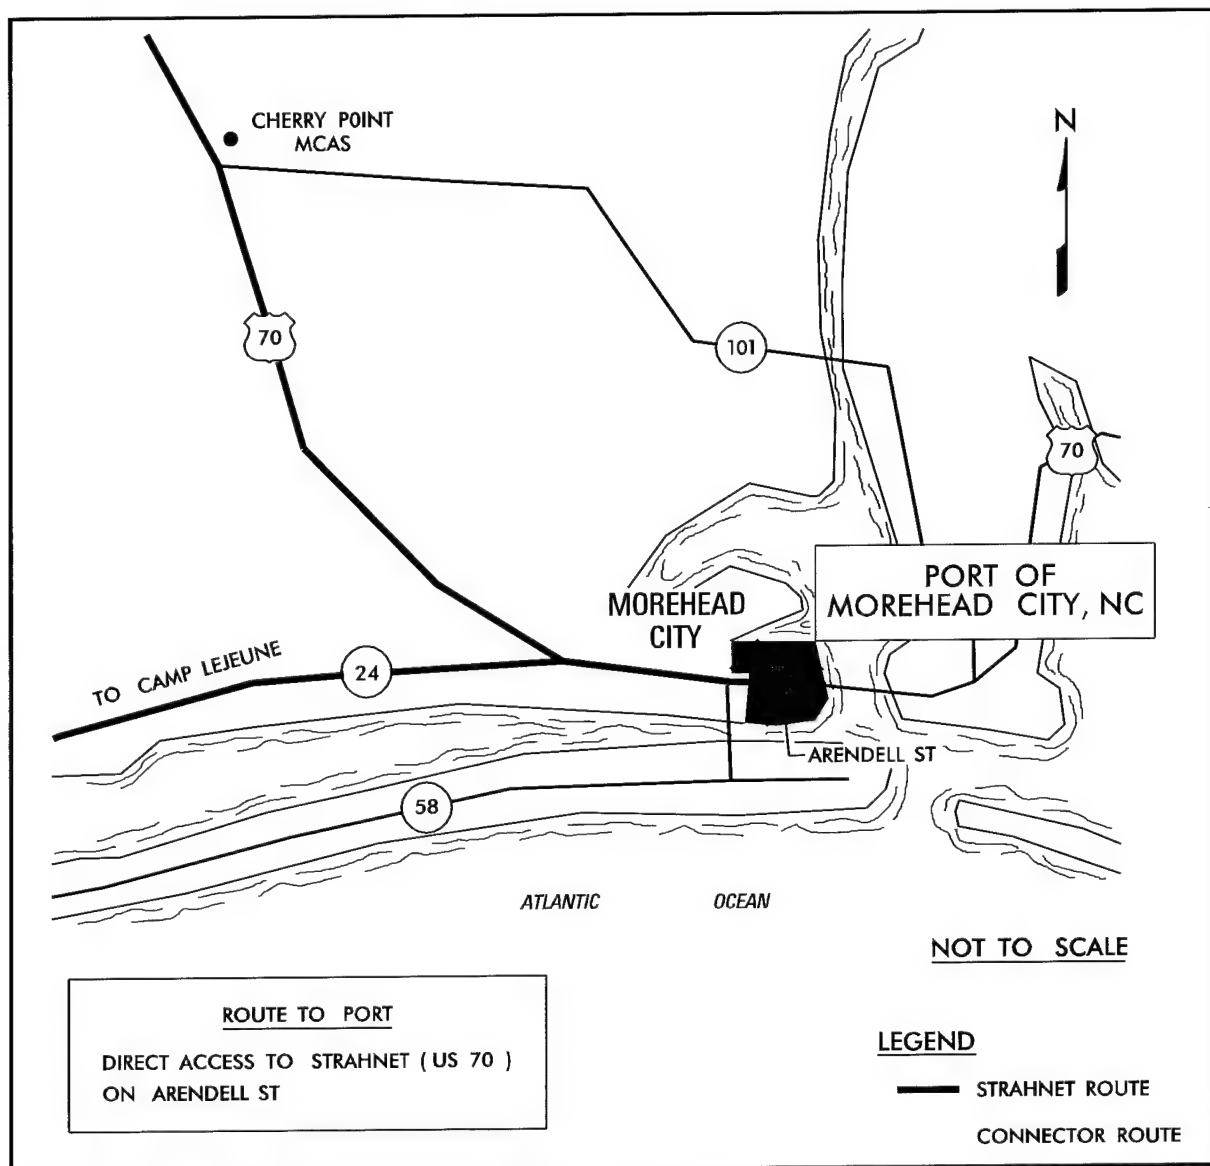 CHERRY POINT
MCAS
N
70
101
70
PORT OF
MOREHEAD CITY, NC
MOREHEAD
CITY
TO CAMP LEJEUNE
24
ARENDELL ST
58
ATLANTIC OCEAN
NOT TO SCALE
ROUTE TO PORT
DIRECT ACCESS TO STRAHNET ( US 70 )
ON ARENDELL ST
LEGEND
STRAHNET ROUTE
CONNECTOR ROUTE